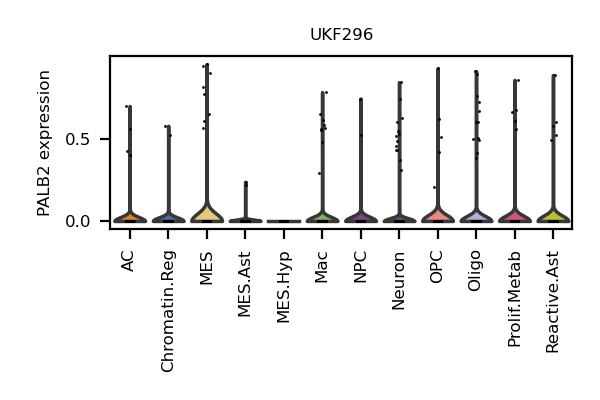 UKF296
PALB2 expression
0.5
0.0
AC
Chromatin.Reg
MES
MES.Ast
MES.Hyp
Mac
NPC
Neuron
OPC
Oligo
Prolif.Metab
Reactive.Ast